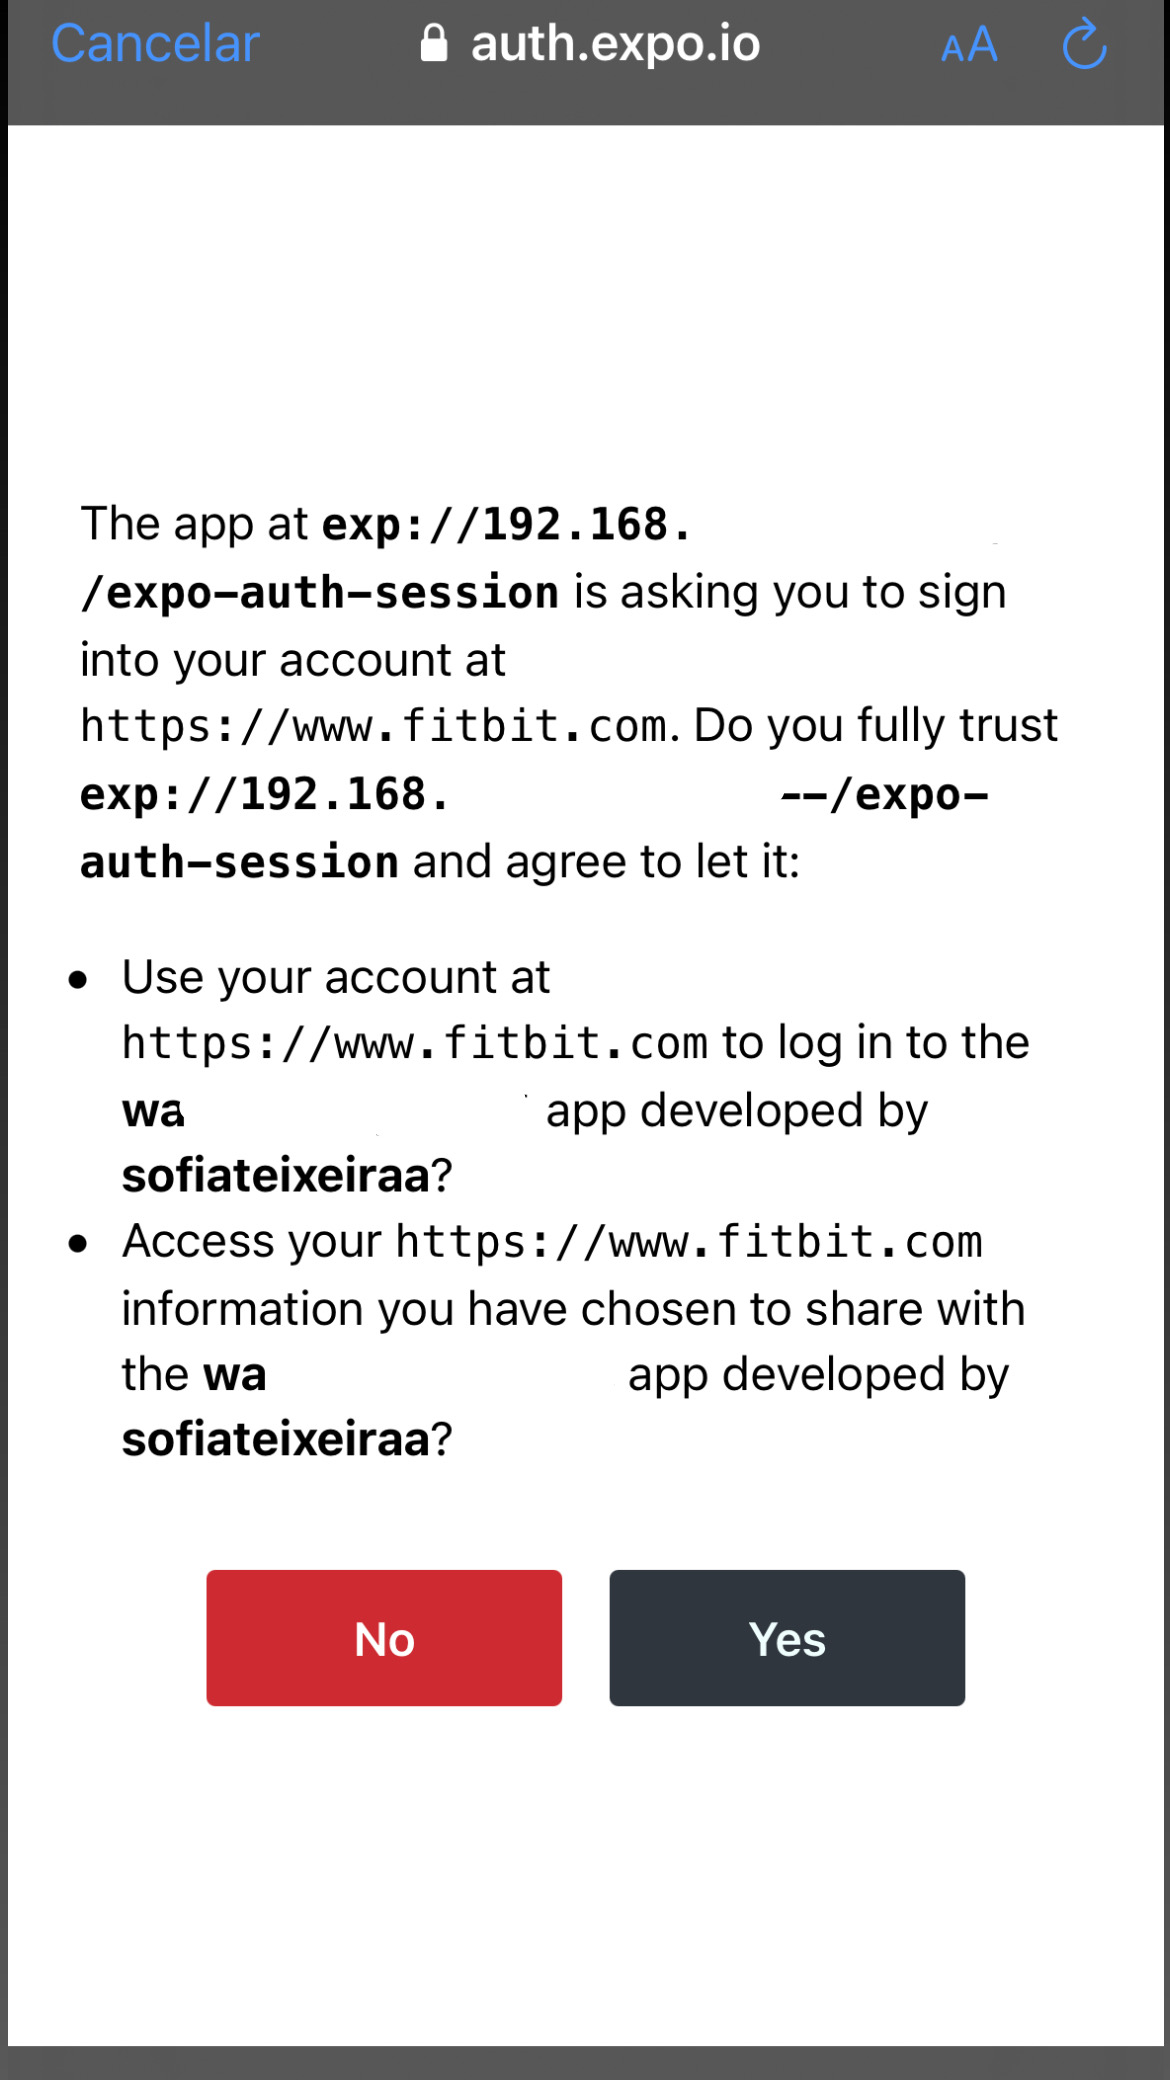 Cancelar auth.expo.io AA
The app at exp://192.168.
/expo-auth-session is asking you to sign
into your account at
https://www.fitbit.com. Do you fully trust
exp://192.168. --/expo-
auth-session and agree to let it:
• Use your account at
https://www.fitbit.com to log in to the
wa app developed by
sofiateixeiraa?
• Access your https://www.fitbit.com
information you have chosen to share with
the wa app developed by
sofiateixeiraa?
No Yes